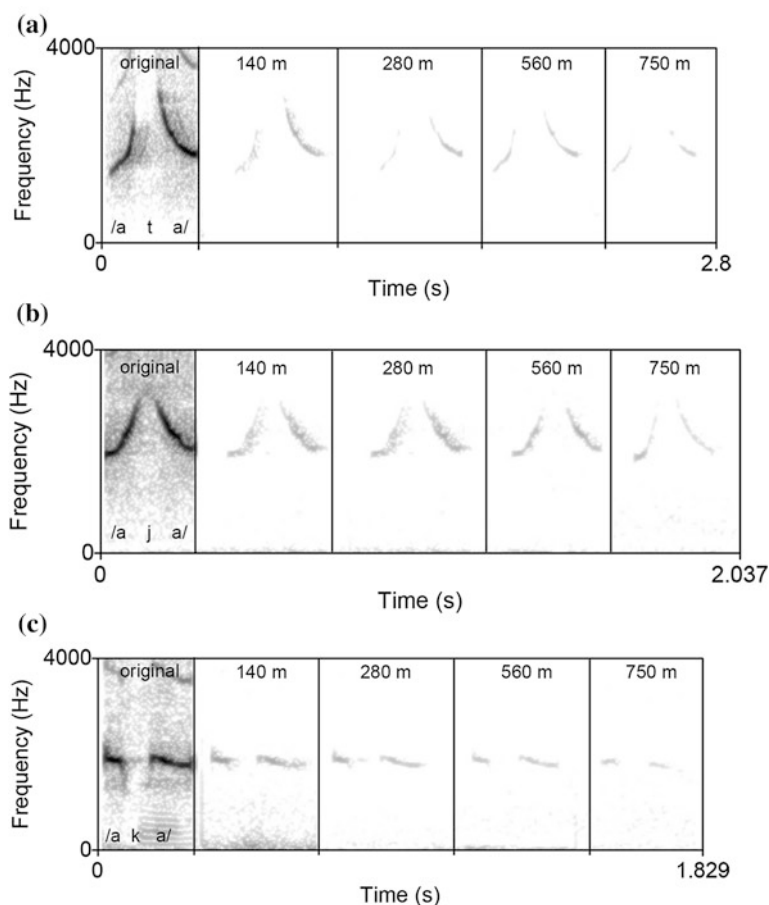 (a)
4000
original 140 m 280 m 560 m 750 m
Frequency (Hz)
/a t a/
0
0 2.8
Time (s)
(b)
4000
original 140 m 280 m 560 m 750 m
Frequency (Hz)
/a j a/
0
0 2.037
Time (s)
(c)
4000
original 140 m 280 m 560 m 750 m
Frequency (Hz)
/a k a/
0
0 1.829
Time (s)